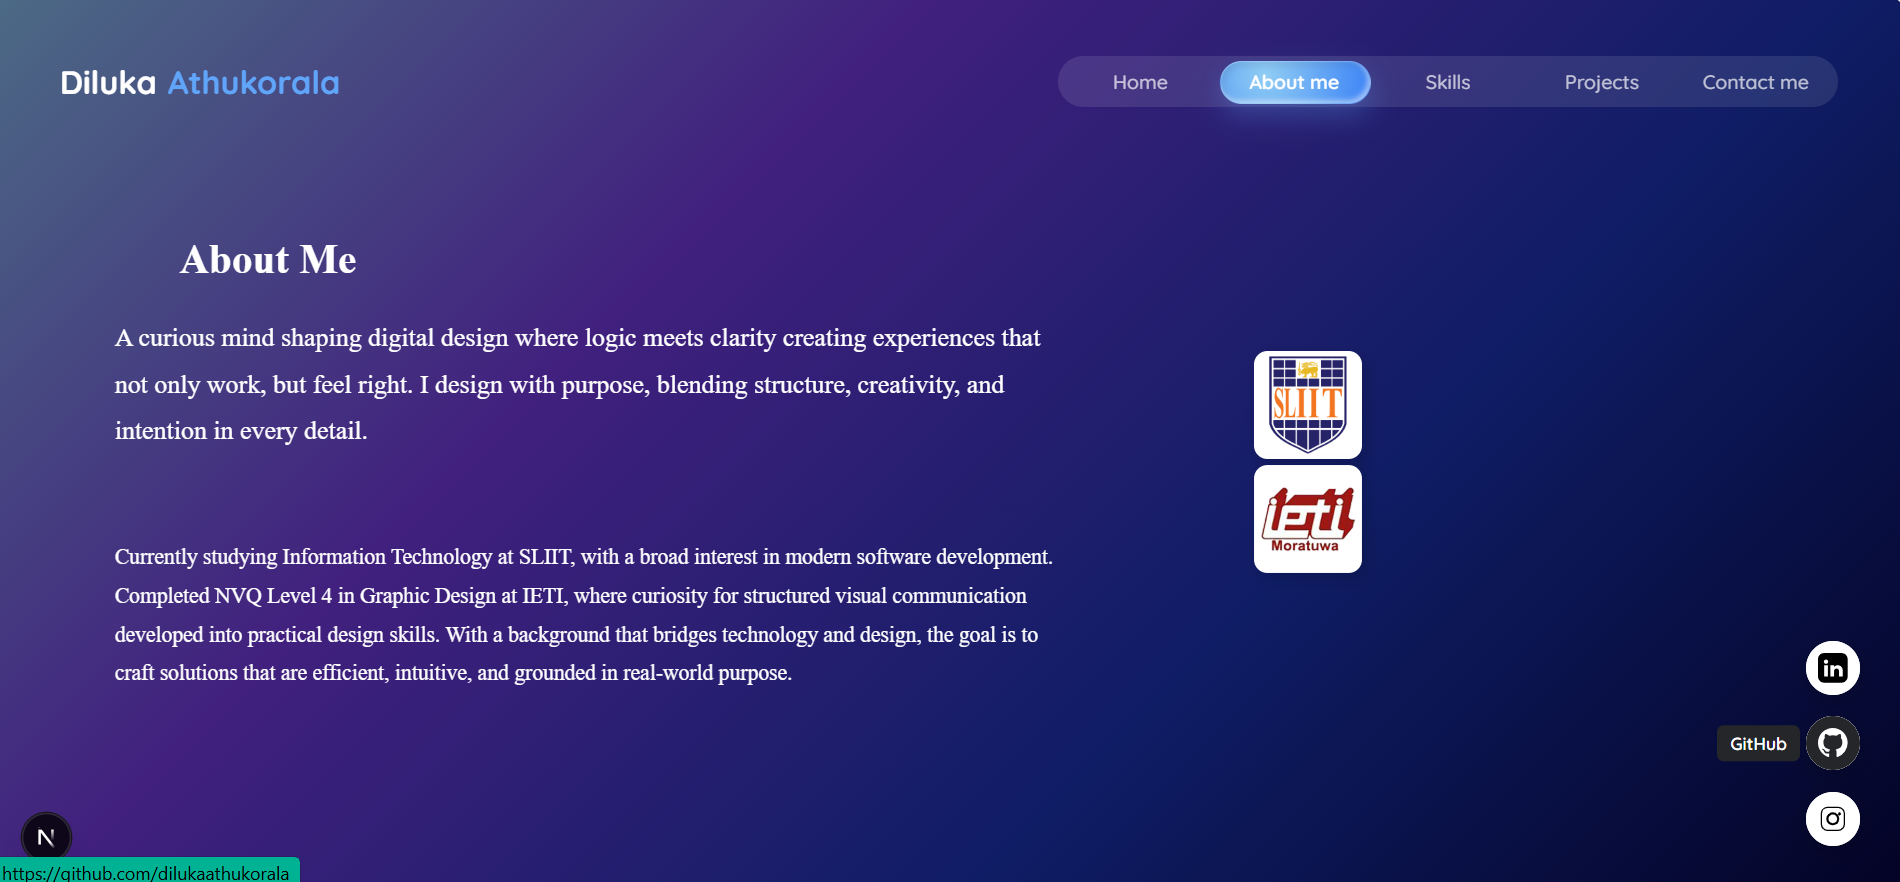 Diluka Athukorala
Home
About me
Skills
Projects
Contact me
About Me
A curious mind shaping digital design where logic meets clarity creating experiences that
not only work, but feel right. I design with purpose, blending structure, creativity, and
intention in every detail.
SLIIT
ieti
Moratuwa
Currently studying Information Technology at SLIIT, with a broad interest in modern software development.
Completed NVQ Level 4 in Graphic Design at IETI, where curiosity for structured visual communication
developed into practical design skills. With a background that bridges technology and design, the goal is to
craft solutions that are efficient, intuitive, and grounded in real-world purpose.
in
GitHub
N
https://github.com/dilukaathukorala